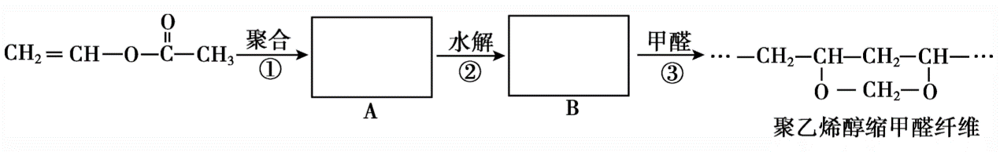 O
CH₂=CH—O—C—CH₃ 聚合 ① 水解 ② 甲醛 ③ ··· —CH₂—CH—CH₂—CH—···
O — CH₂—O
A B
聚乙烯醇缩甲醛纤维